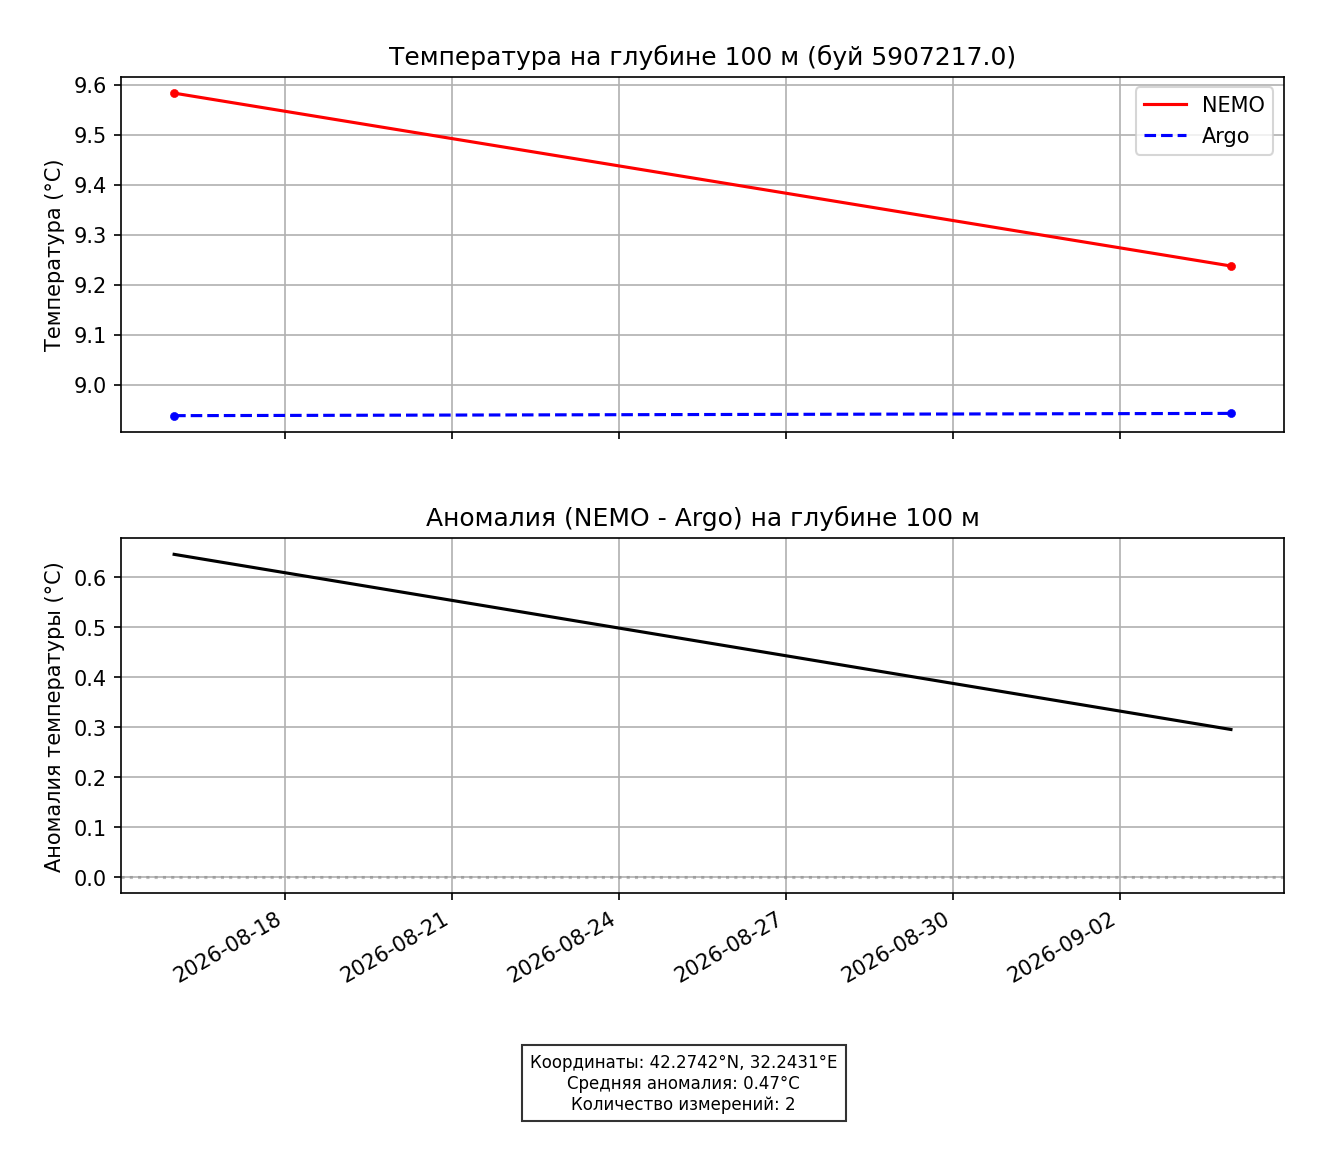 Температура на глубине 100 м (буй 5907217.0)
Температура (°C)
9.6
9.5
9.4
9.3
9.2
9.1
9.0
NEMO
Argo
Аномалия (NEMO - Argo) на глубине 100 м
Аномалия температуры (°C)
0.6
0.5
0.4
0.3
0.2
0.1
0.0
2026-08-18
2026-08-21
2026-08-24
2026-08-27
2026-08-30
2026-09-02
Координаты: 42.2742°N, 32.2431°E
Средняя аномалия: 0.47°C
Количество измерений: 2